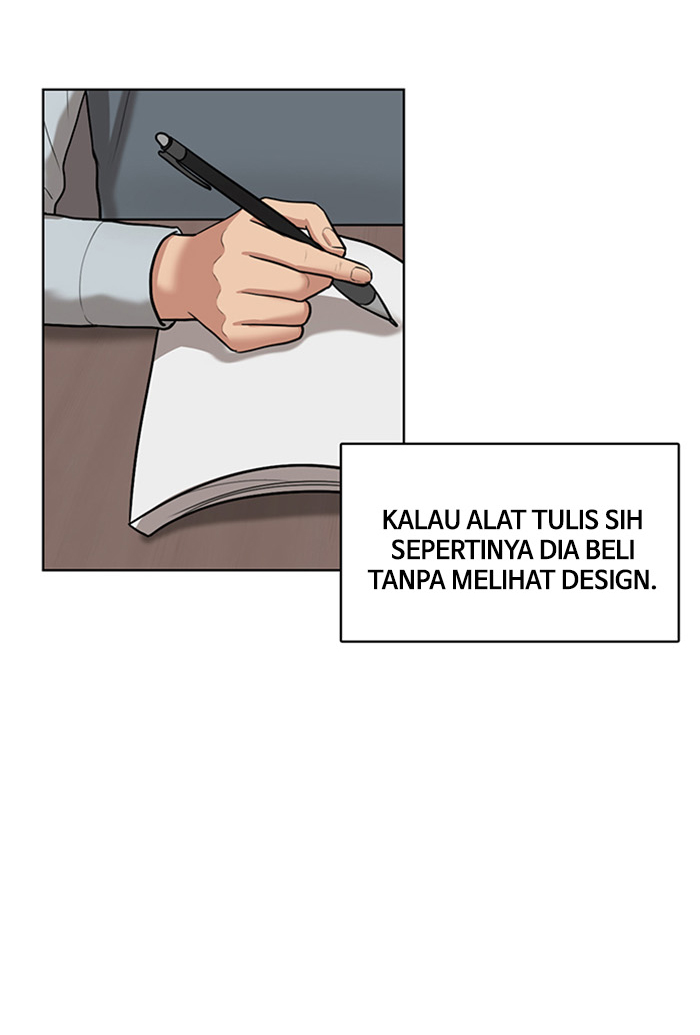 KALAU ALAT TULIS SIH
SEPERTINYA DIA BELI
TANPA MELIHAT DESIGN.